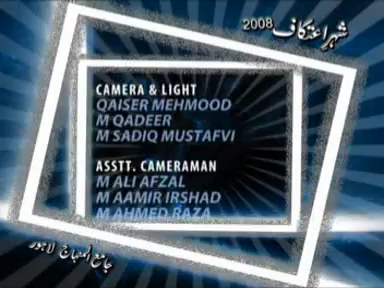 شہر اعتکاف 2008
CAMERA & LIGHT
QAISER MEHMOOD
M QADEER
M SADIQ MUSTAFVI
ASSTT. CAMERAMAN
M ALI AFZAL
M AAMIR IRSHAD
M AHMED RAZA
جامع المنہاج لاہور